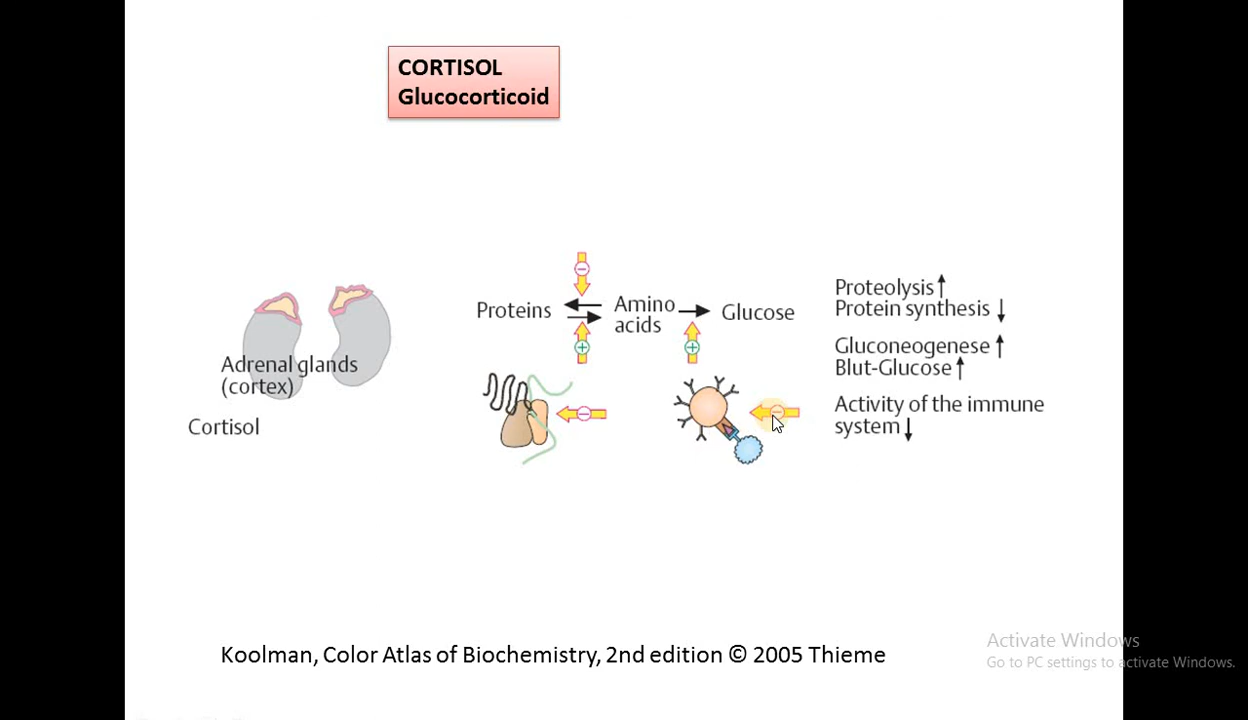 CORTISOL
Glucocorticoid
Proteins
Amino
acids
Glucose
Proteolysis↑
Protein synthesis ↓
Gluconeogenese ↑
Blut-Glucose↑
Activity of the immune
system↓
Adrenal glands
(cortex)
Cortisol
Koolman, Color Atlas of Biochemistry, 2nd edition © 2005 Thieme
Activate Windows
Go to PC settings to activate Windows.